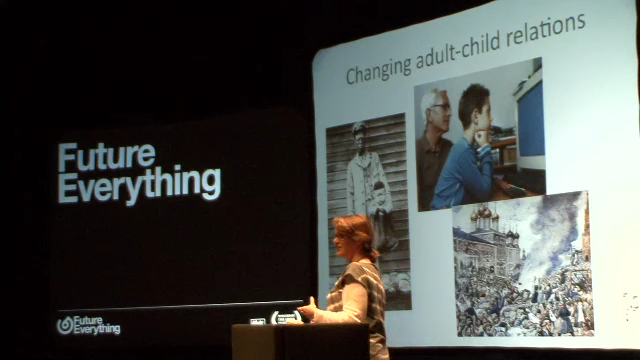 Changing adult-child relations
Future
Everything
Future
Everything